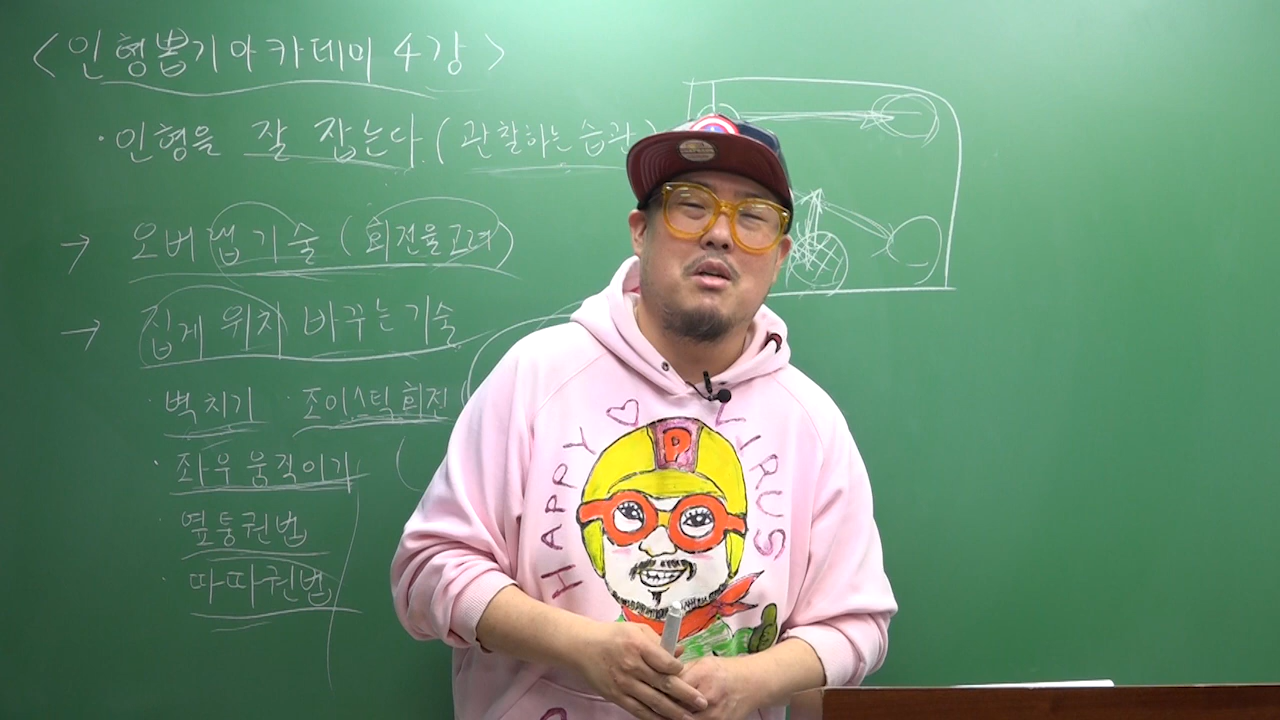 <인형뽑기아카데미 4강>
· 인형을 잘 잡는다. (관찰하는 습관)
→ 오버랩기술 (회전율고려)
→ 집게 위치 바꾸는 기술
· 벽치기 · 조이스틱회전 (
· 좌우 움직이기 (
· 옆퉁권법
· 따따권법
HAPPY ♡ VIRUS
P